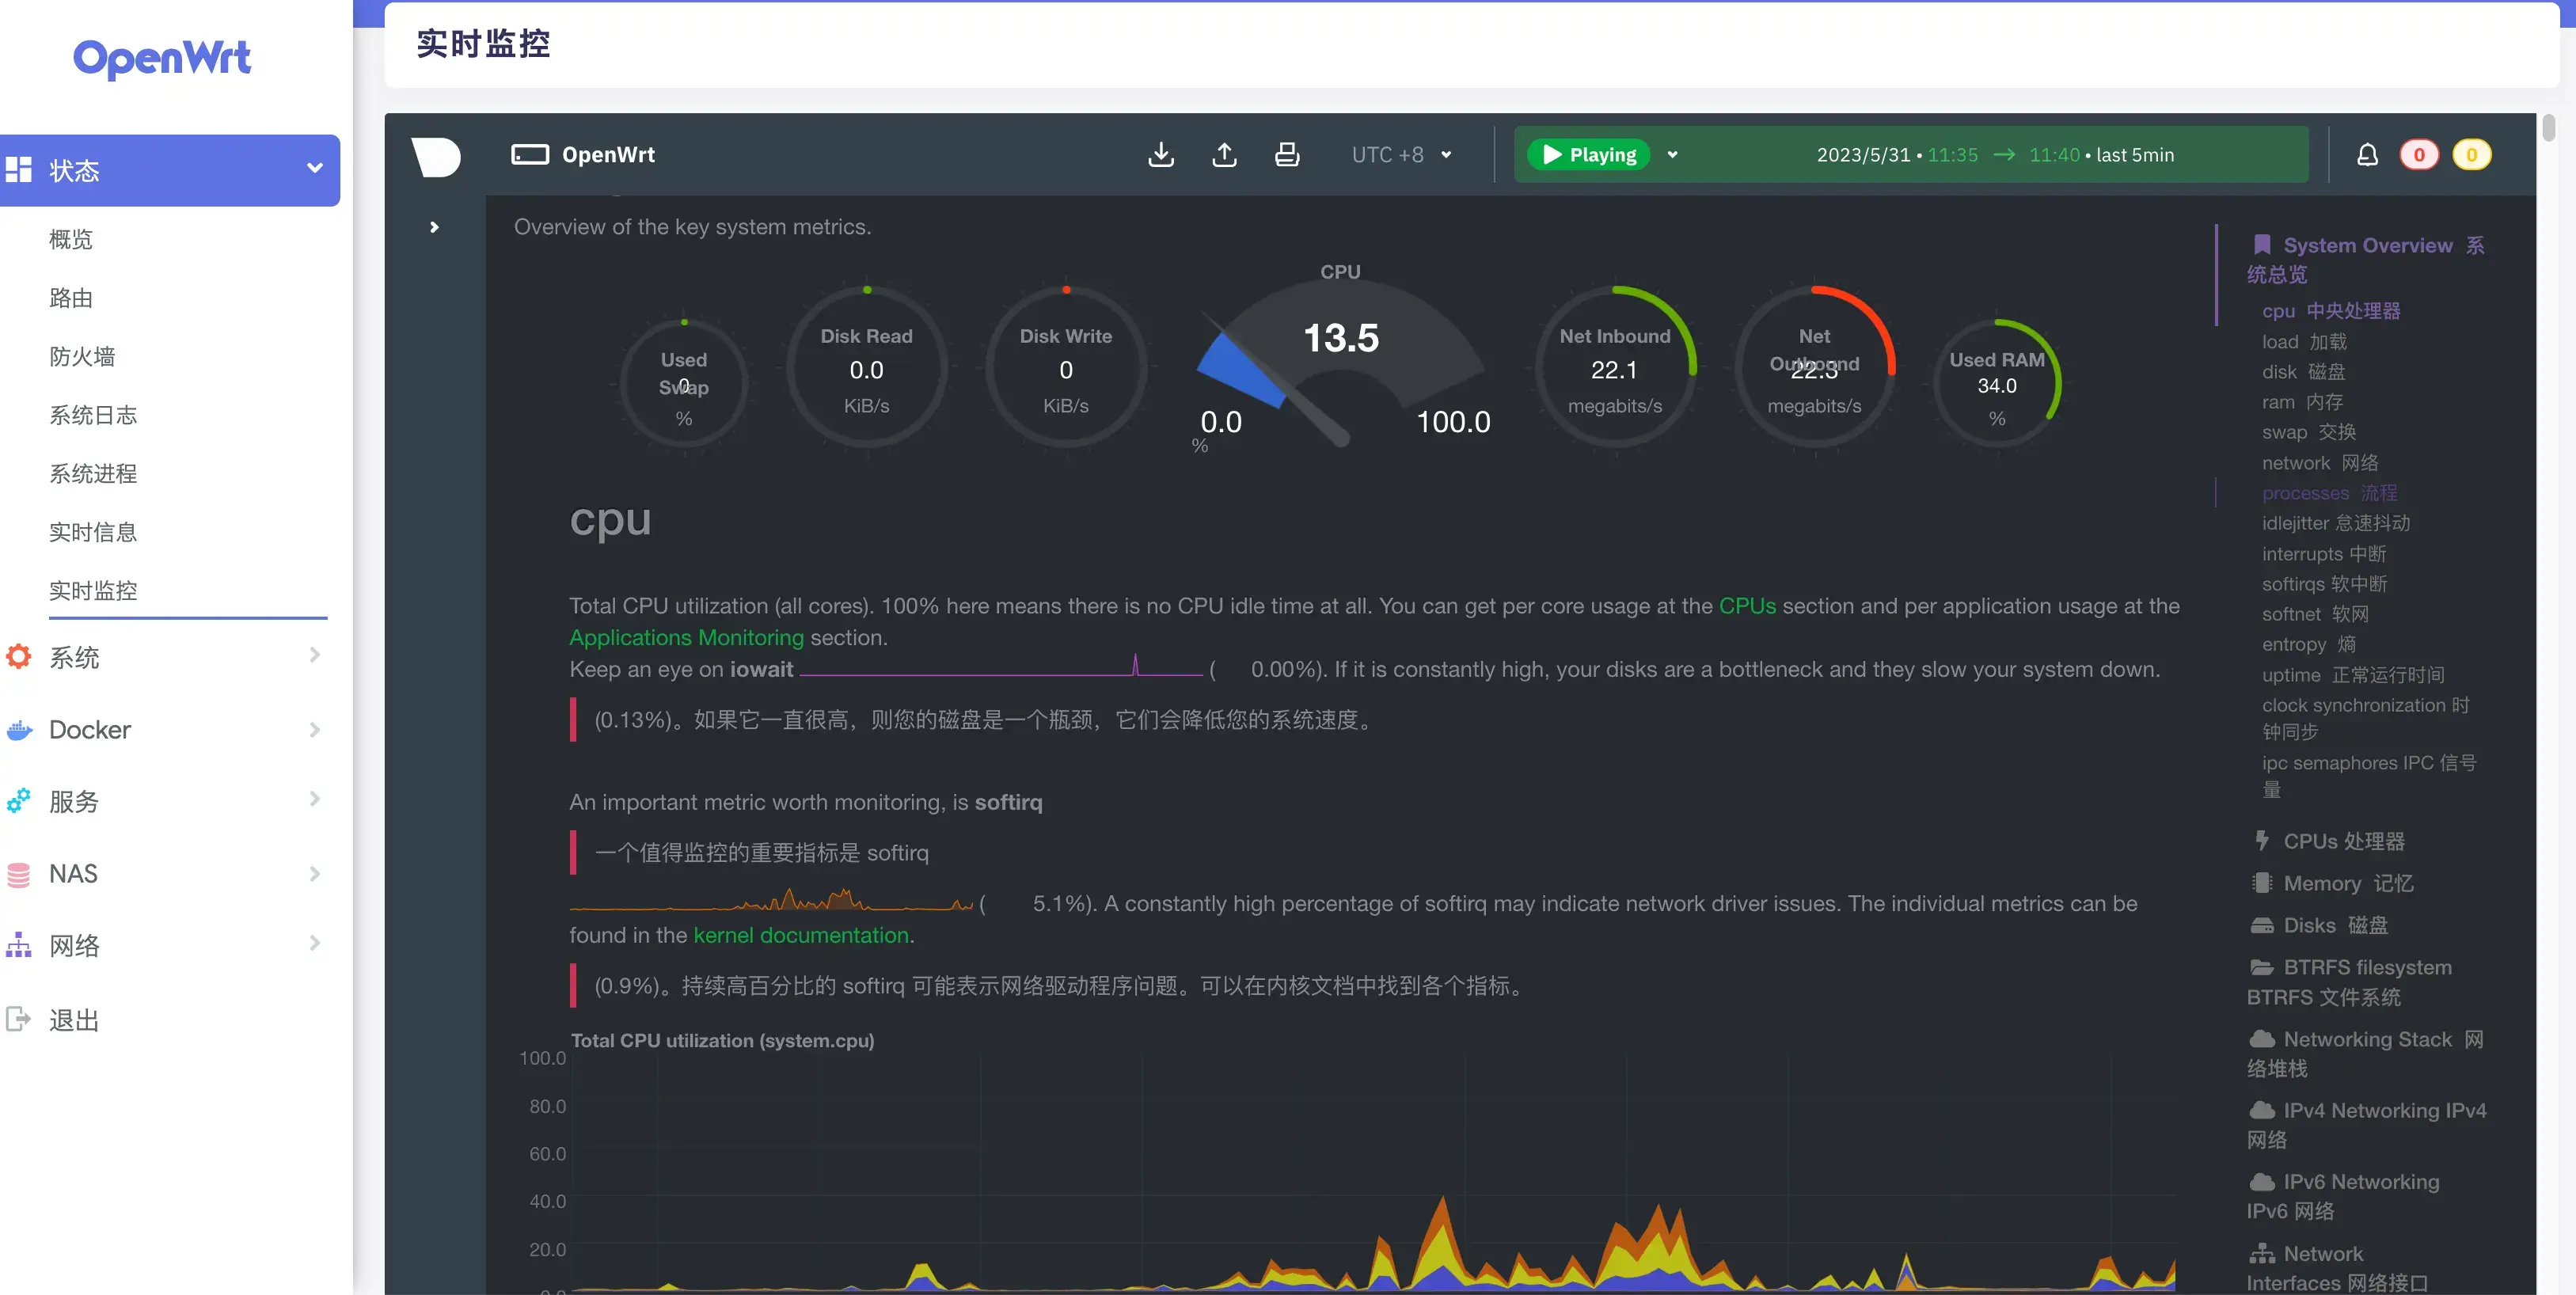 OpenWrt
状态
概览
路由
防火墙
系统日志
系统进程
实时信息
实时监控
系统
Docker
服务
NAS
网络
退出
实时监控
OpenWrt
UTC +8
Playing
2023/5/31 • 11:35 → 11:40 • last 5min
0
0
Overview of the key system metrics.
Used
Swap
0
%
Disk Read
0.0
KiB/s
Disk Write
0
KiB/s
CPU
13.5
0.0
100.0
%
Net Inbound
22.1
megabits/s
Net
Outbound
22.3
megabits/s
Used RAM
34.0
%
cpu
Total CPU utilization (all cores). 100% here means there is no CPU idle time at all. You can get per core usage at the CPUs section and per application usage at the
Applications Monitoring section.
Keep an eye on iowait ( 0.00%). If it is constantly high, your disks are a bottleneck and they slow your system down.
(0.13%)。如果它一直很高，则您的磁盘是一个瓶颈，它们会降低您的系统速度。
An important metric worth monitoring, is softirq
一个值得监控的重要指标是 softirq
( 5.1%). A constantly high percentage of softirq may indicate network driver issues. The individual metrics can be
found in the kernel documentation.
(0.9%)。持续高百分比的 softirq 可能表示网络驱动程序问题。可以在内核文档中找到各个指标。
Total CPU utilization (system.cpu)
100.0
80.0
60.0
40.0
20.0
0.0
System Overview 系
统总览
cpu 中央处理器
load 加载
disk 磁盘
ram 内存
swap 交换
network 网络
processes 流程
idlejitter 怠速抖动
interrupts 中断
softirqs 软中断
softnet 软网
entropy 熵
uptime 正常运行时间
clock synchronization 时
钟同步
ipc semaphores IPC 信号
量
CPUs 处理器
Memory 记忆
Disks 磁盘
BTRFS filesystem
BTRFS 文件系统
Networking Stack 网
络堆栈
IPv4 Networking IPv4
网络
IPv6 Networking
IPv6 网络
Network
Interfaces 网络接口